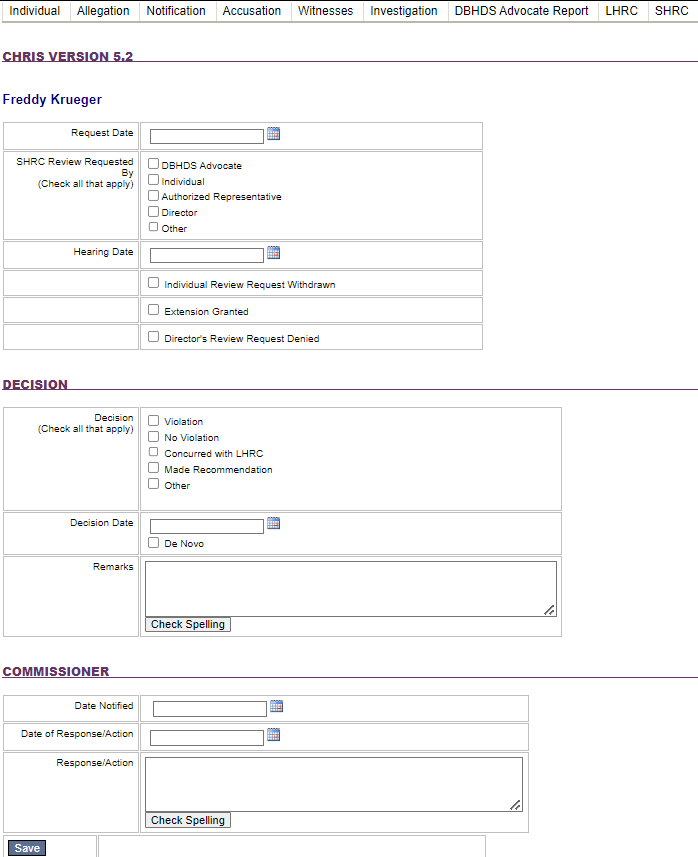 Individual Allegation Notification Accusation Witnesses Investigation DBHDS Advocate Report LHRC SHRC
CHRIS VERSION 5.2
Freddy Krueger
Request Date
SHRC Review Requested
By
(Check all that apply)
DBHDS Advocate
Individual
Authorized Representative
Director
Other
Hearing Date
Individual Review Request Withdrawn
Extension Granted
Director's Review Request Denied
DECISION
Decision
(Check all that apply)
Violation
No Violation
Concurred with LHRC
Made Recommendation
Other
Decision Date
De Novo
Remarks
Check Spelling
COMMISSIONER
Date Notified
Date of Response/Action
Response/Action
Check Spelling
Save